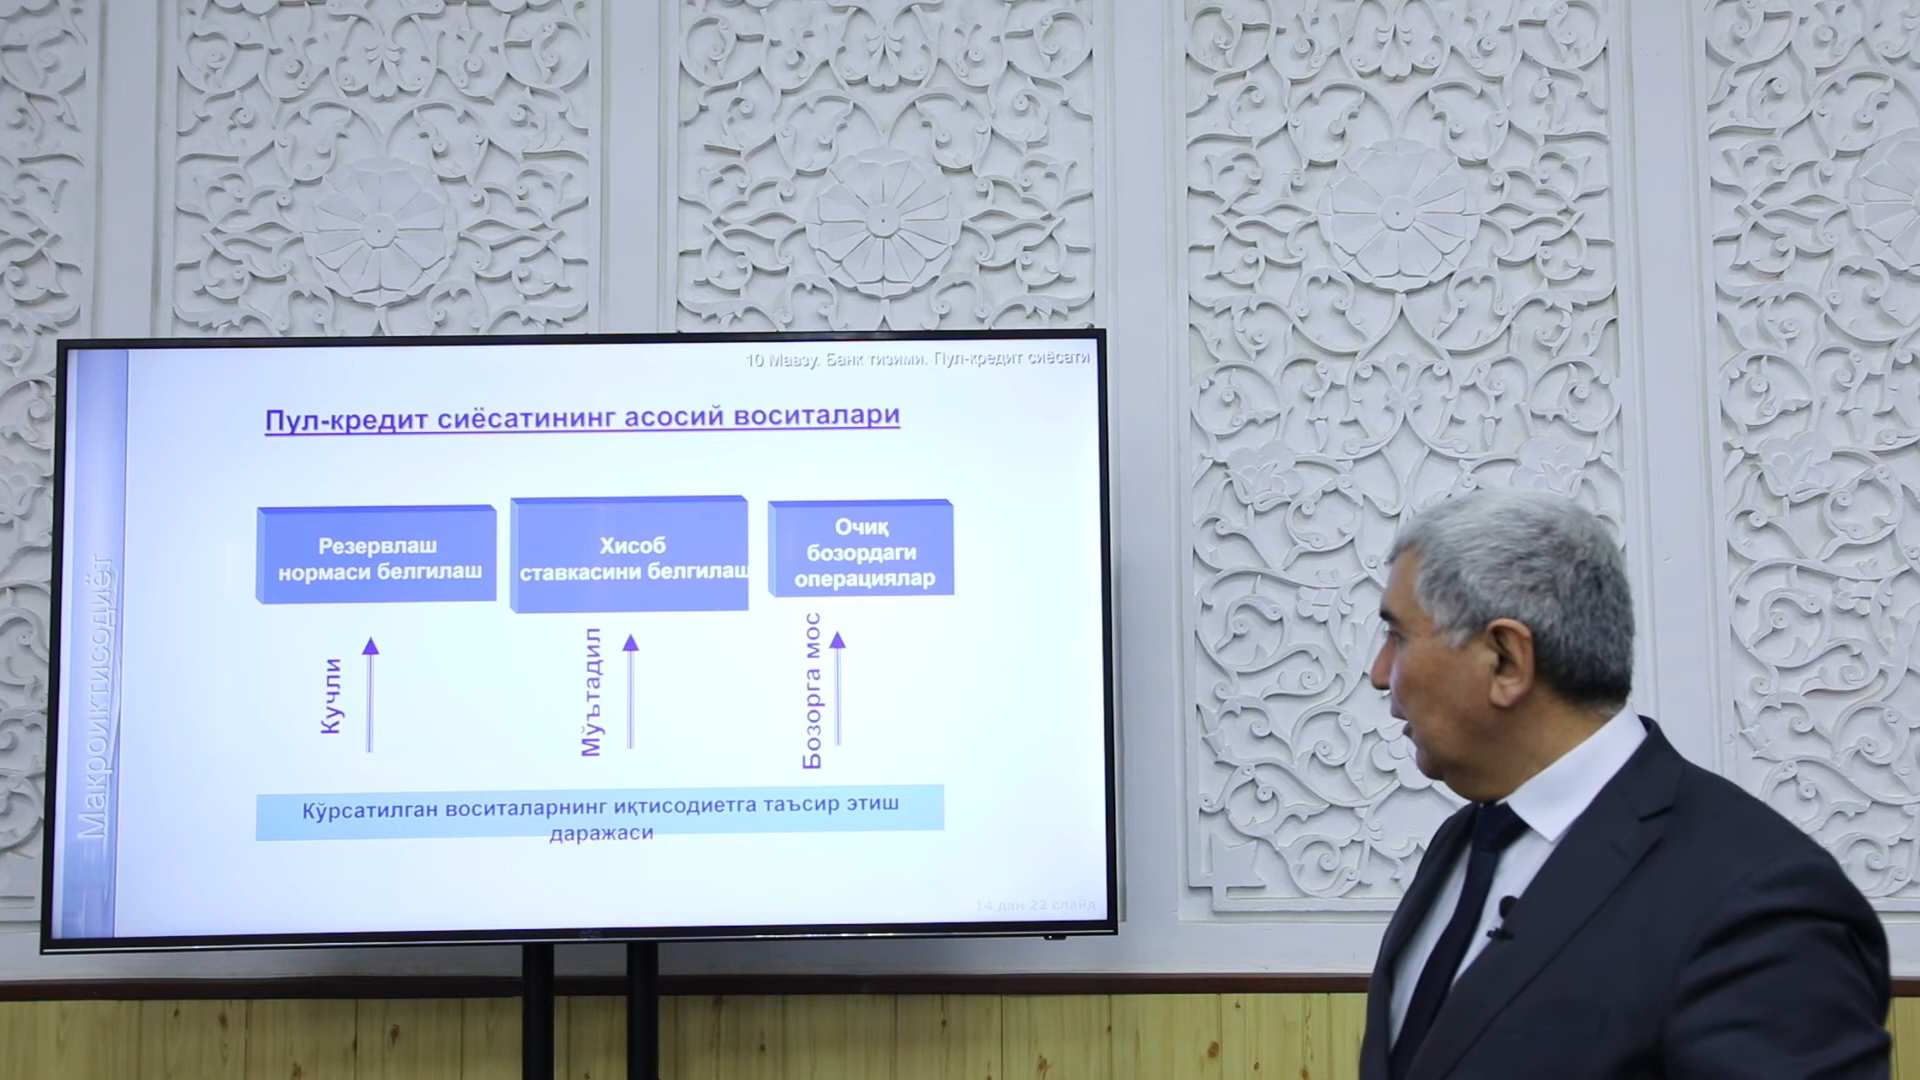 10 Мавзу. Банк тизими. Пул-кредит сиёсати
Пул-кредит сиёсатининг асосий воситалари
Резервлаш
нормаси белгилаш
Хисоб
ставкасини белгилаш
Очиқ
бозордаги
операциялар
Кучли
Мўътадил
Бозорга мос
Кўрсатилган воситаларнинг иқтисодиетга таъсир этиш
даражаси
Макроиқтисодиёт
14 дан 22 слайд